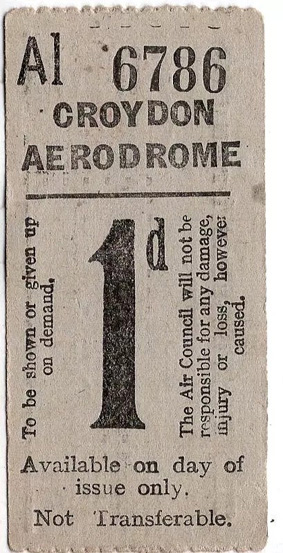 A1 6786
CROYDON
AERODROME
To be shown or given up
on demand.
1d
The Air Council will not be
responsible for any damage,
injury or loss, however
caused.
Available on day of
issue only.
Not Transferable.